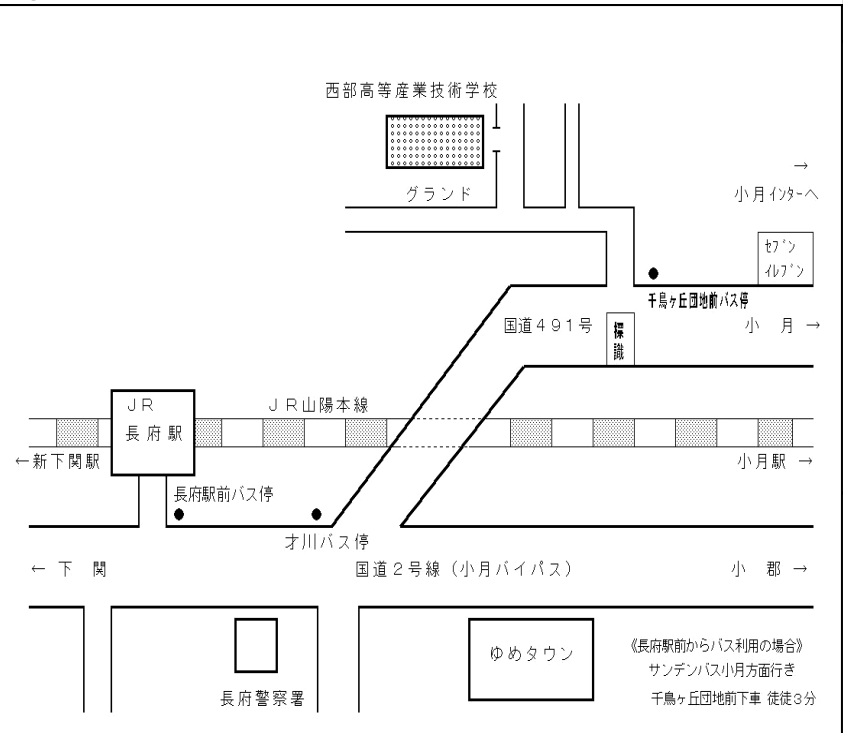 西部高等産業技術学校
グランド
→
小月インターへ
セブン
イレブン
千鳥ヶ丘団地前バス停
国道491号
標
識
小 月 →
JR
長府駅
JR山陽本線
←新下関駅
小月駅 →
長府駅前バス停
才川バス停
← 下 関
国道2号線(小月バイパス)
小 郡 →
長府警察署
ゆめタウン
《長府駅前からバス利用の場合》
サンデンバス小月方面行き
千鳥ヶ丘団地前下車 徒徒3分